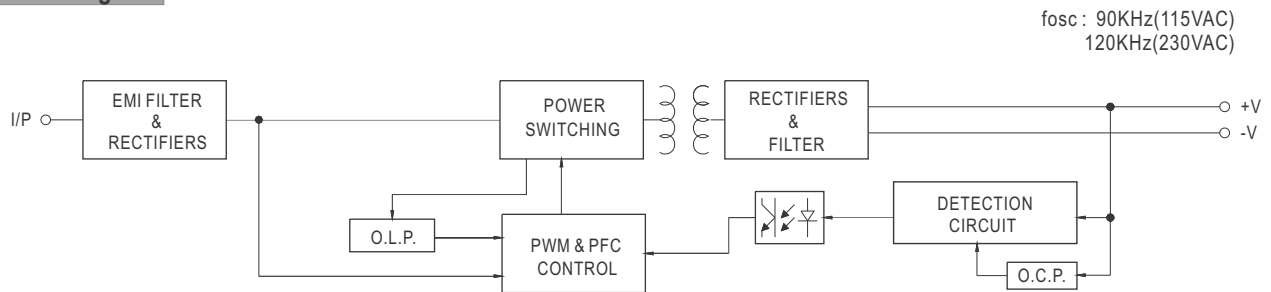 fosc : 90KHz(115VAC)
120KHz(230VAC)
I/P
EMI FILTER
&
RECTIFIERS
POWER
SWITCHING
RECTIFIERS
&
FILTER
+V
-V
O.L.P.
PWM & PFC
CONTROL
DETECTION
CIRCUIT
O.C.P.